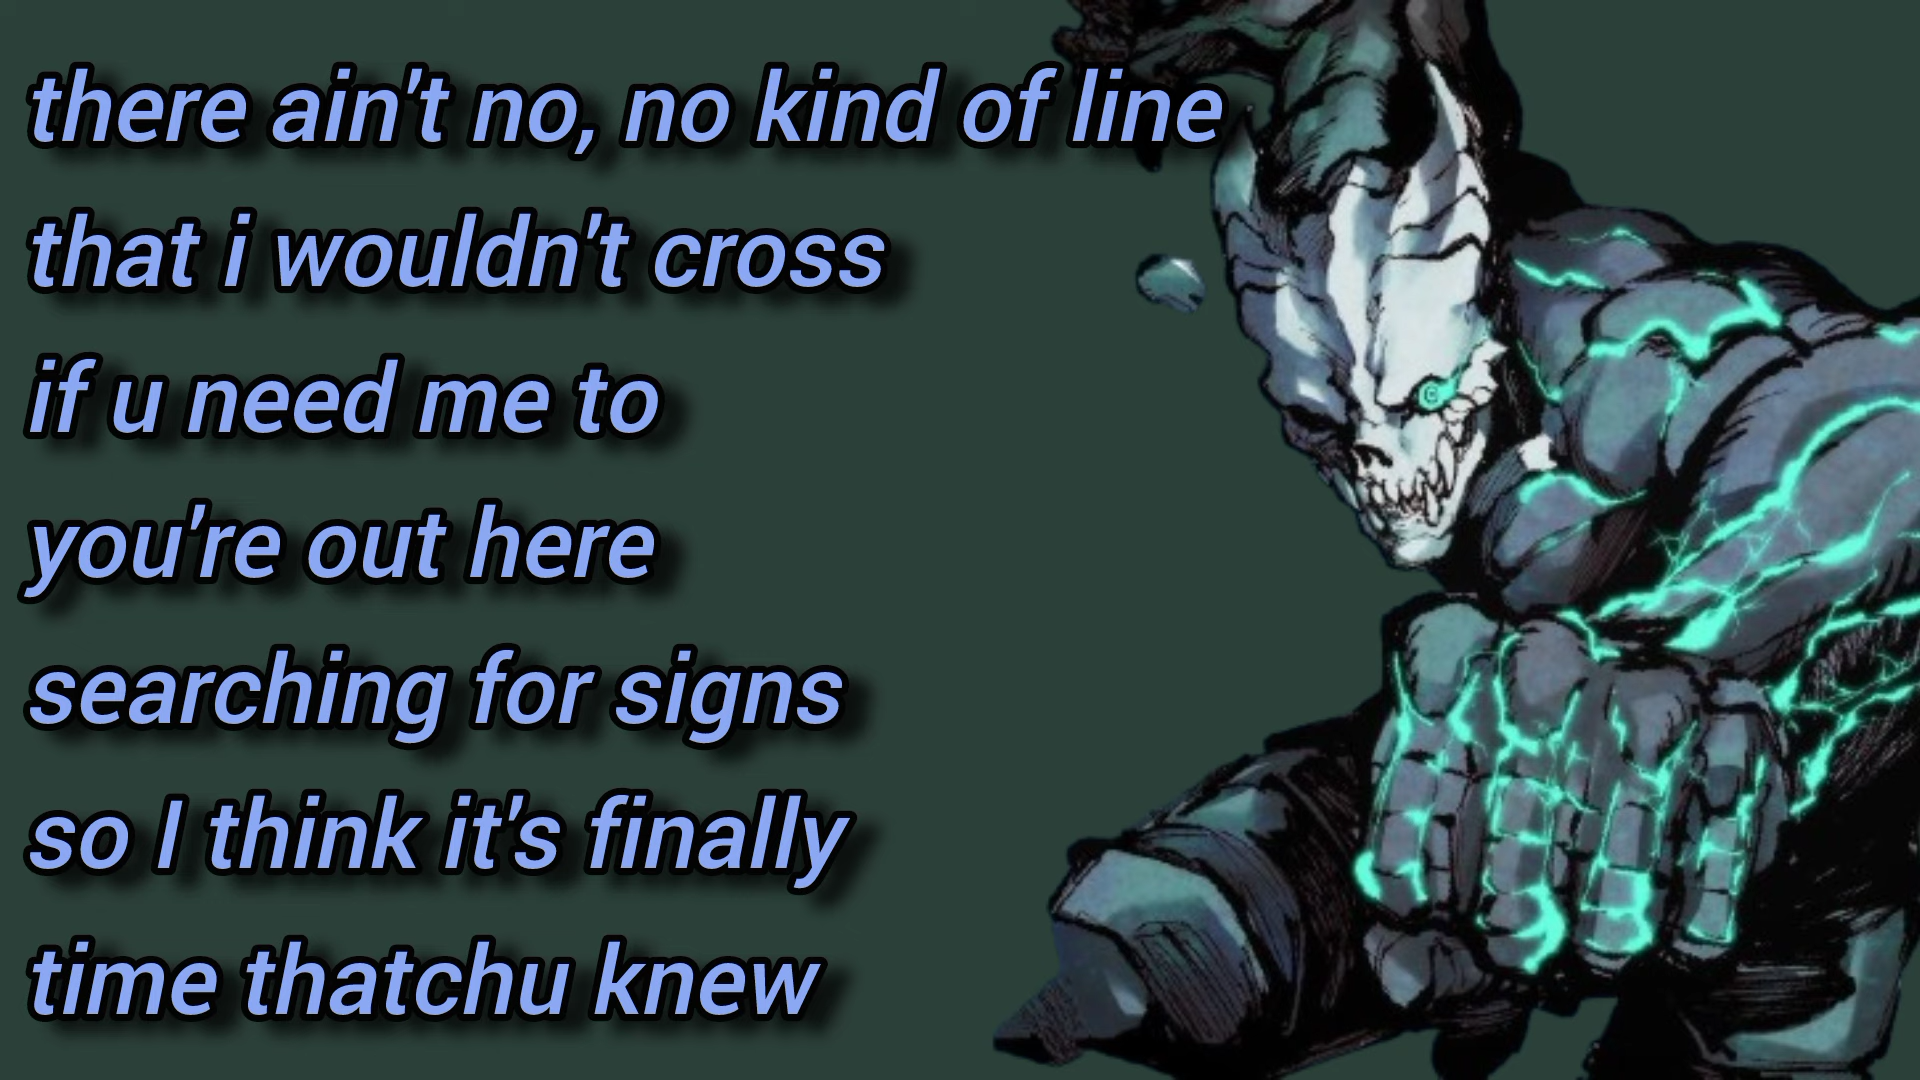 there ain't no, no kind of line
that i wouldn't cross
if u need me to
you're out here
searching for signs
so I think it's finally
time thatchu knew